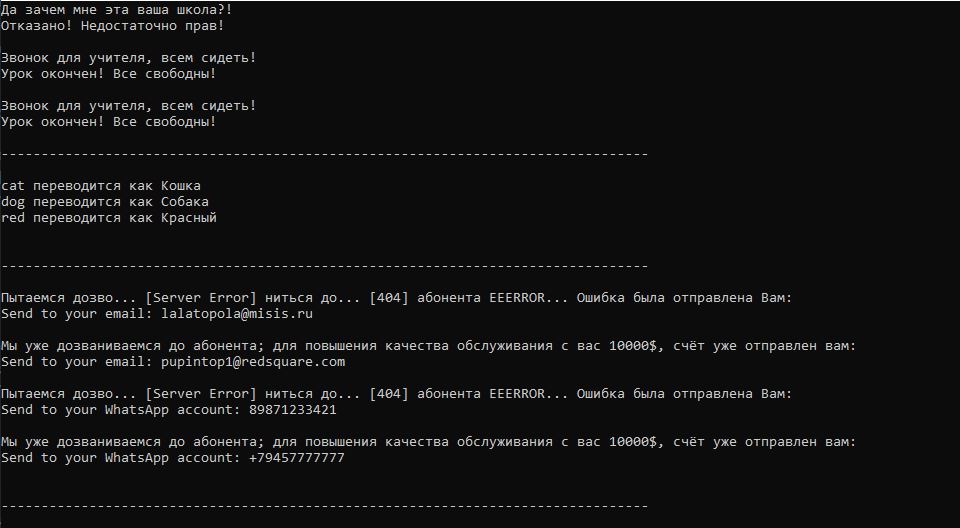 Да зачем мне эта ваша школа?!
Отказано! Недостаточно прав!
Звонок для учителя, всем сидеть!
Урок окончен! Все свободны!
Звонок для учителя, всем сидеть!
Урок окончен! Все свободны!
---------------------------------------------------------------------------------
cat переводится как Кошка
dog переводится как Собака
red переводится как Красный
---------------------------------------------------------------------------------
Пытаемся дозво... [Server Error] ниться до... [404] абонента EEERROR... Ошибка была отправлена Вам:
Send to your email: lalatopola@misis.ru
Мы уже дозваниваемся до абонента; для повышения качества обслуживания с вас 10000$, счёт уже отправлен вам:
Send to your email: pupintop1@redsquare.com
Пытаемся дозво... [Server Error] ниться до... [404] абонента EEERROR... Ошибка была отправлена Вам:
Send to your WhatsApp account: 89871233421
Мы уже дозваниваемся до абонента; для повышения качества обслуживания с вас 10000$, счёт уже отправлен вам:
Send to your WhatsApp account: +79457777777
---------------------------------------------------------------------------------